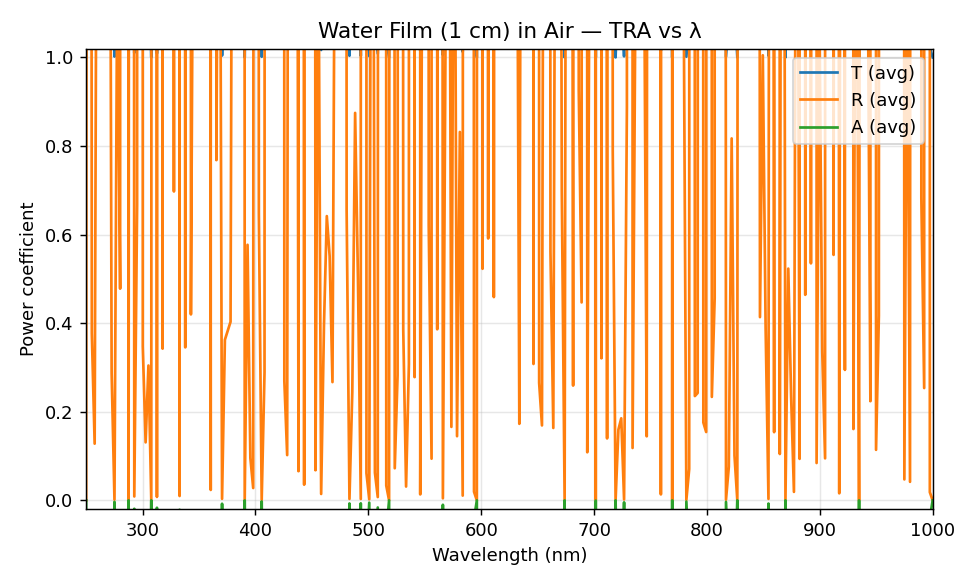 Water Film (1 cm) in Air — TRA vs λ
1.0
0.8
0.6
0.4
0.2
0.0
Power coefficient
T (avg)
R (avg)
A (avg)
300
400
500
600
700
800
900
1000
Wavelength (nm)